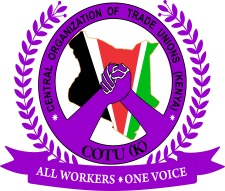 CENTRAL ORGANIZATION OF TRADE UNIONS (KENYA)
COTU (K)
ALL WORKERS * ONE VOICE